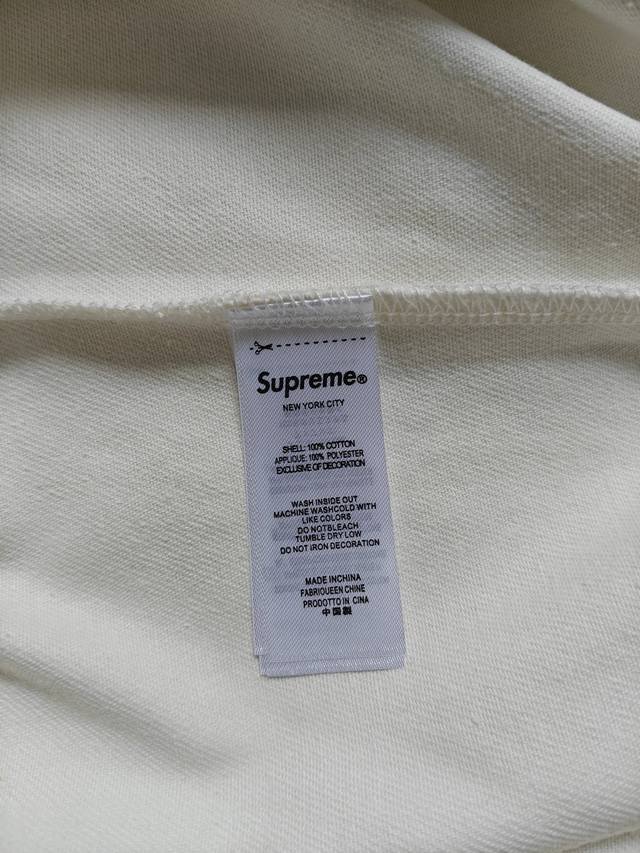 Supreme®
NEW YORK CITY
SHELL: 100% COTTON
APPLIQUE: 100% POLYESTER
EXCLUSIVE OF DECORATION
WASH INSIDE OUT
MACHINE WASHCOLD WITH
LIKE COLORS
DO NOTBLEACH
TUMBLE DRY LOW
DO NOT IRON DECORATION
MADE INCHINA
FABRIQUEEN CHINE
PRODOTTO IN CINA
中国製